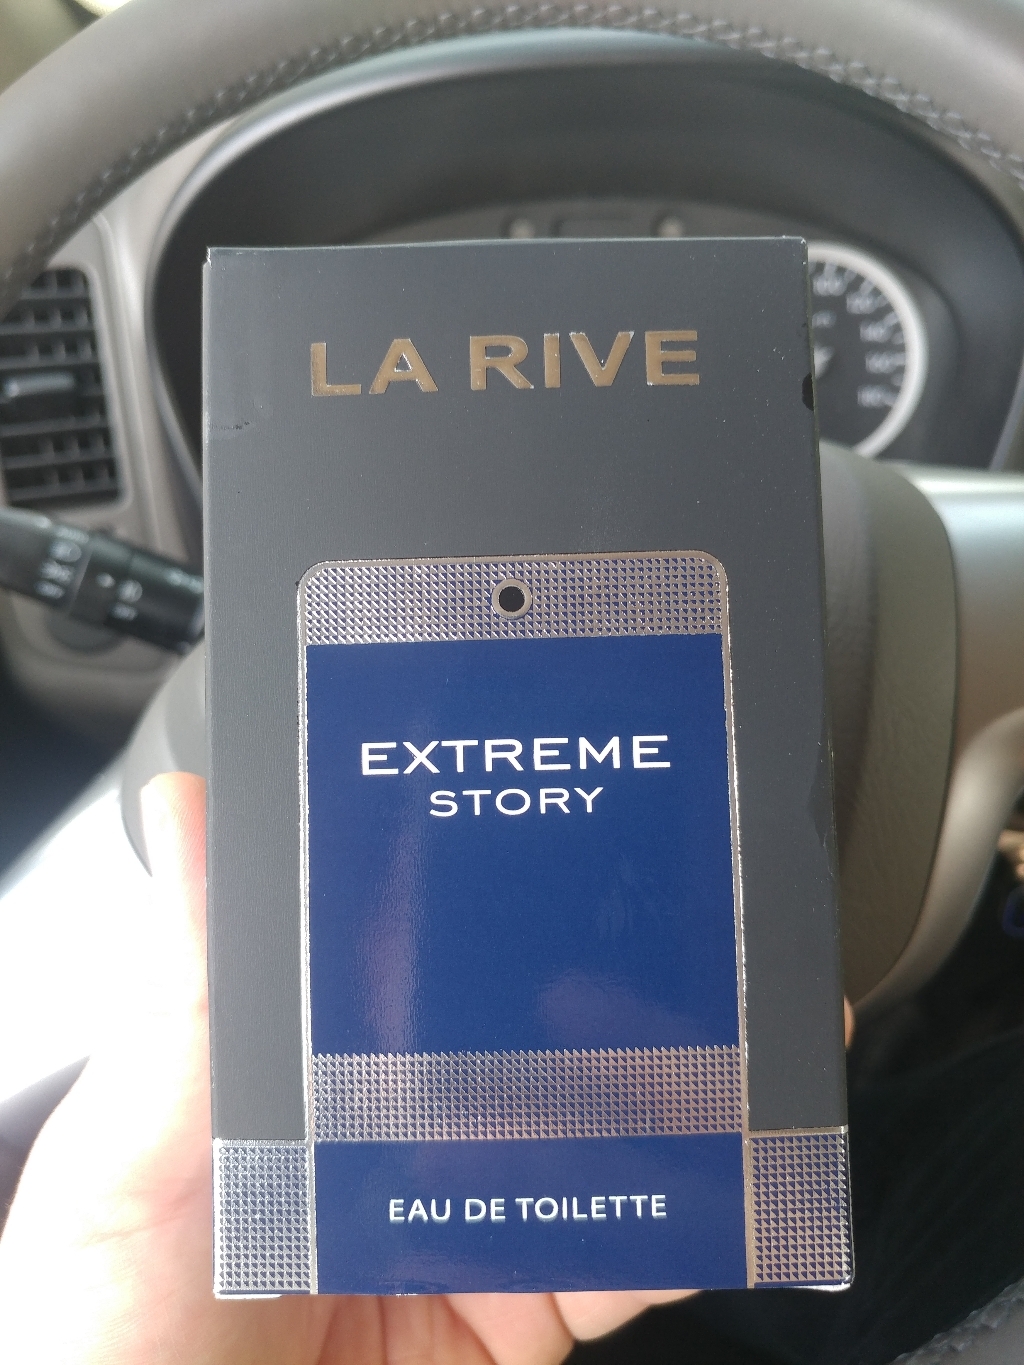 LA RIVE
EXTREME
STORY
EAU DE TOILETTE